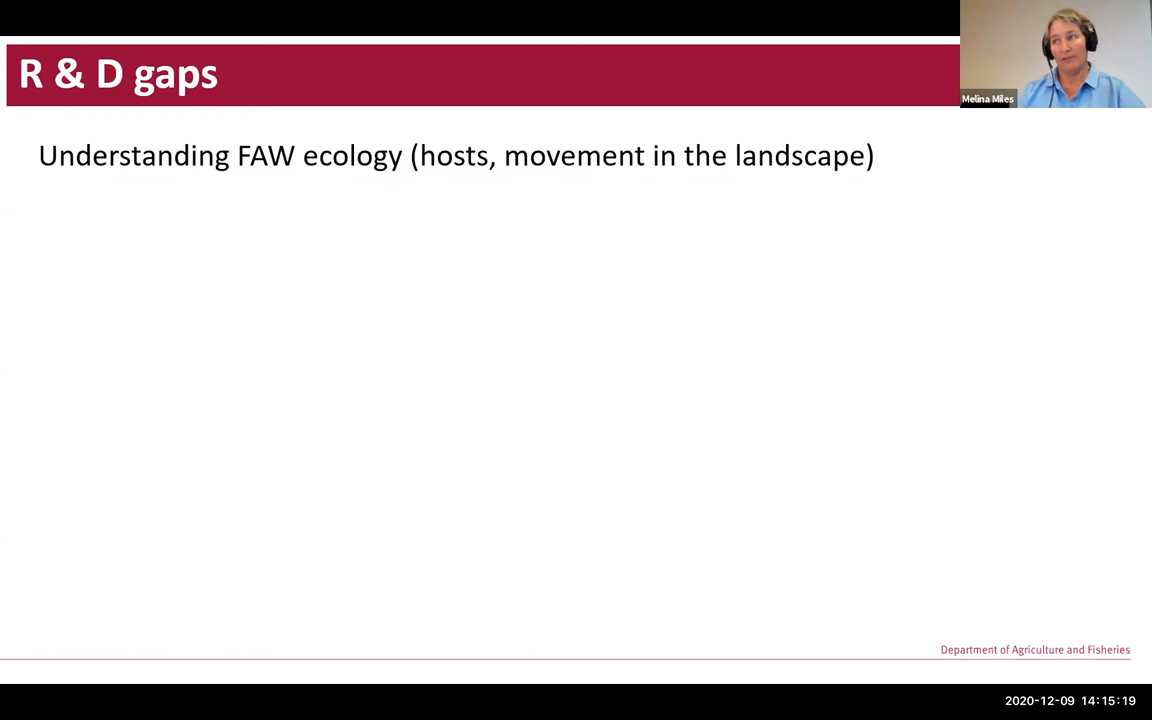 R & D gaps
Melina Miles
Understanding FAW ecology (hosts, movement in the landscape)
Department of Agriculture and Fisheries
2020-12-09 14:15:19